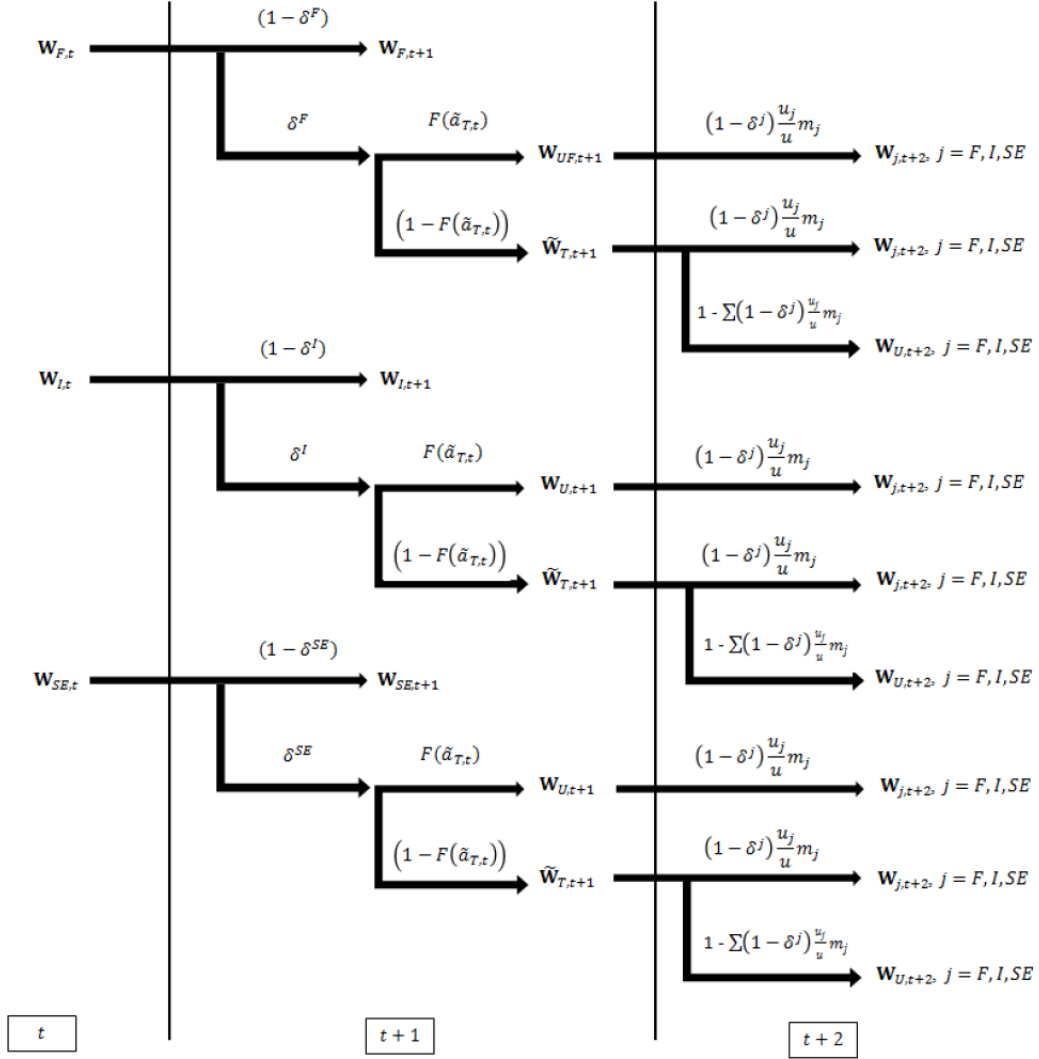 (1 − δ^F)
W_{F,t} W_{F,t+1}
δ^F F(ã_{T,t}) (1 − δ^j) u_j/u m_j
W_{UF,t+1} W_{j,t+2}, j = F, I, SE
(1 − F(ã_{T,t})) (1 − δ^j) u_j/u m_j
W̃_{T,t+1} W_{j,t+2}, j = F, I, SE
1 - Σ(1 − δ^j) u_j/u m_j
(1 − δ^I) W_{U,t+2}, j = F, I, SE
W_{I,t} W_{I,t+1}
δ^I F(ã_{T,t}) (1 − δ^j) u_j/u m_j
W_{U,t+1} W_{j,t+2}, j = F, I, SE
(1 − F(ã_{T,t})) (1 − δ^j) u_j/u m_j
W̃_{T,t+1} W_{j,t+2}, j = F, I, SE
(1 − δ^{SE}) 1 - Σ(1 − δ^j) u_j/u m_j
W_{SE,t} W_{SE,t+1} W_{U,t+2}, j = F, I, SE
δ^{SE} F(ã_{T,t}) (1 − δ^j) u_j/u m_j
W_{U,t+1} W_{j,t+2}, j = F, I, SE
(1 − F(ã_{T,t})) (1 − δ^j) u_j/u m_j
W̃_{T,t+1} W_{j,t+2}, j = F, I, SE
1 - Σ(1 − δ^j) u_j/u m_j
W_{U,t+2}, j = F, I, SE
t t + 1 t + 2